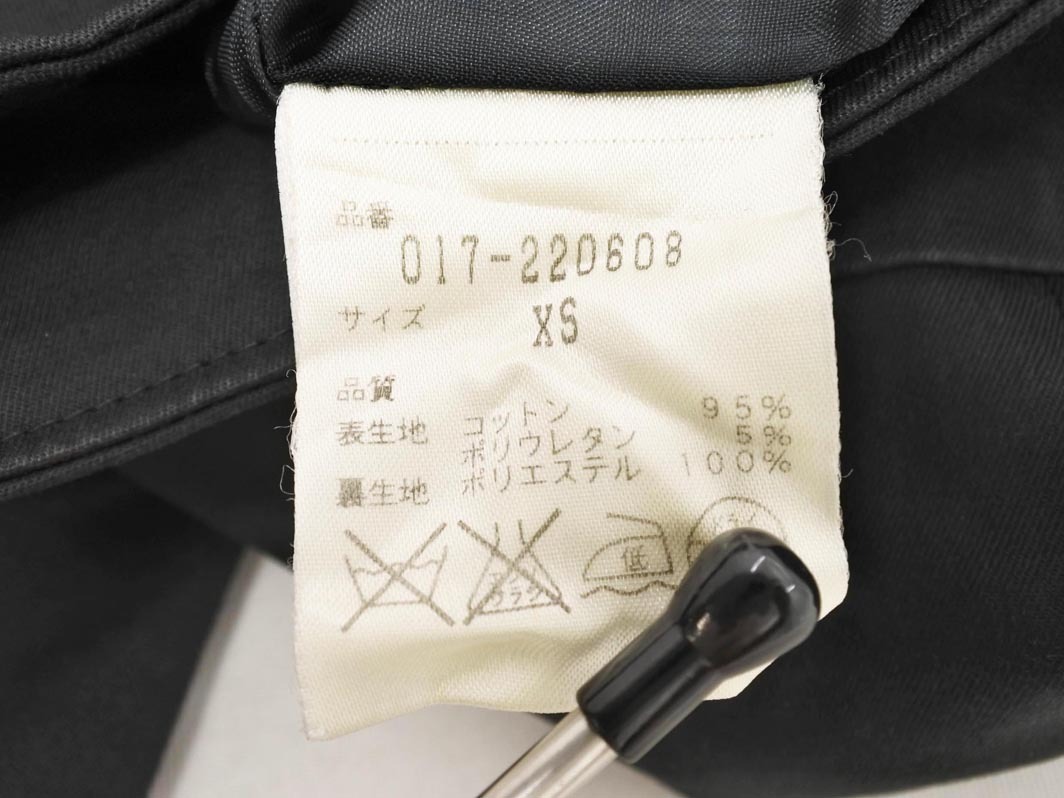 品番
017-220608
サイズ XS
品質
表生地 コットン 95%
ポリウレタン 5%
裏生地 ポリエステル 100%
低